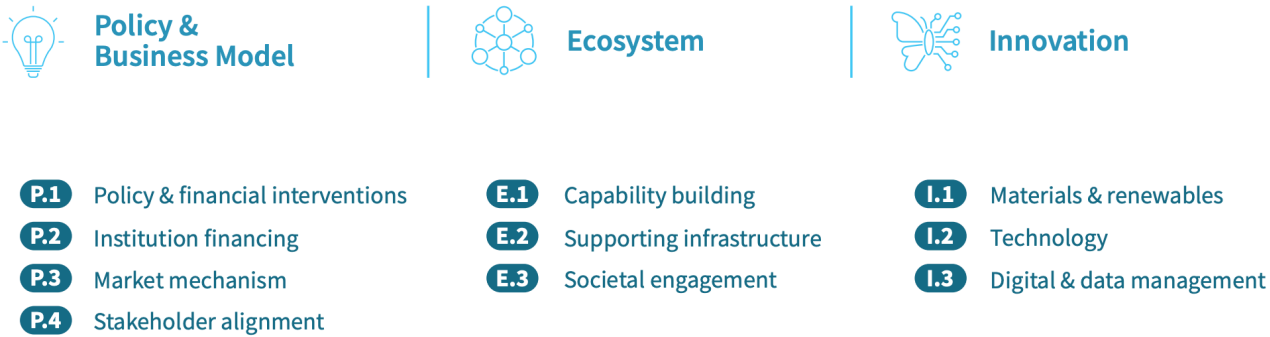 Policy &
Business Model
Ecosystem
Innovation
P.1 Policy & financial interventions
P.2 Institution financing
P.3 Market mechanism
P.4 Stakeholder alignment
E.1 Capability building
E.2 Supporting infrastructure
E.3 Societal engagement
I.1 Materials & renewables
I.2 Technology
I.3 Digital & data management